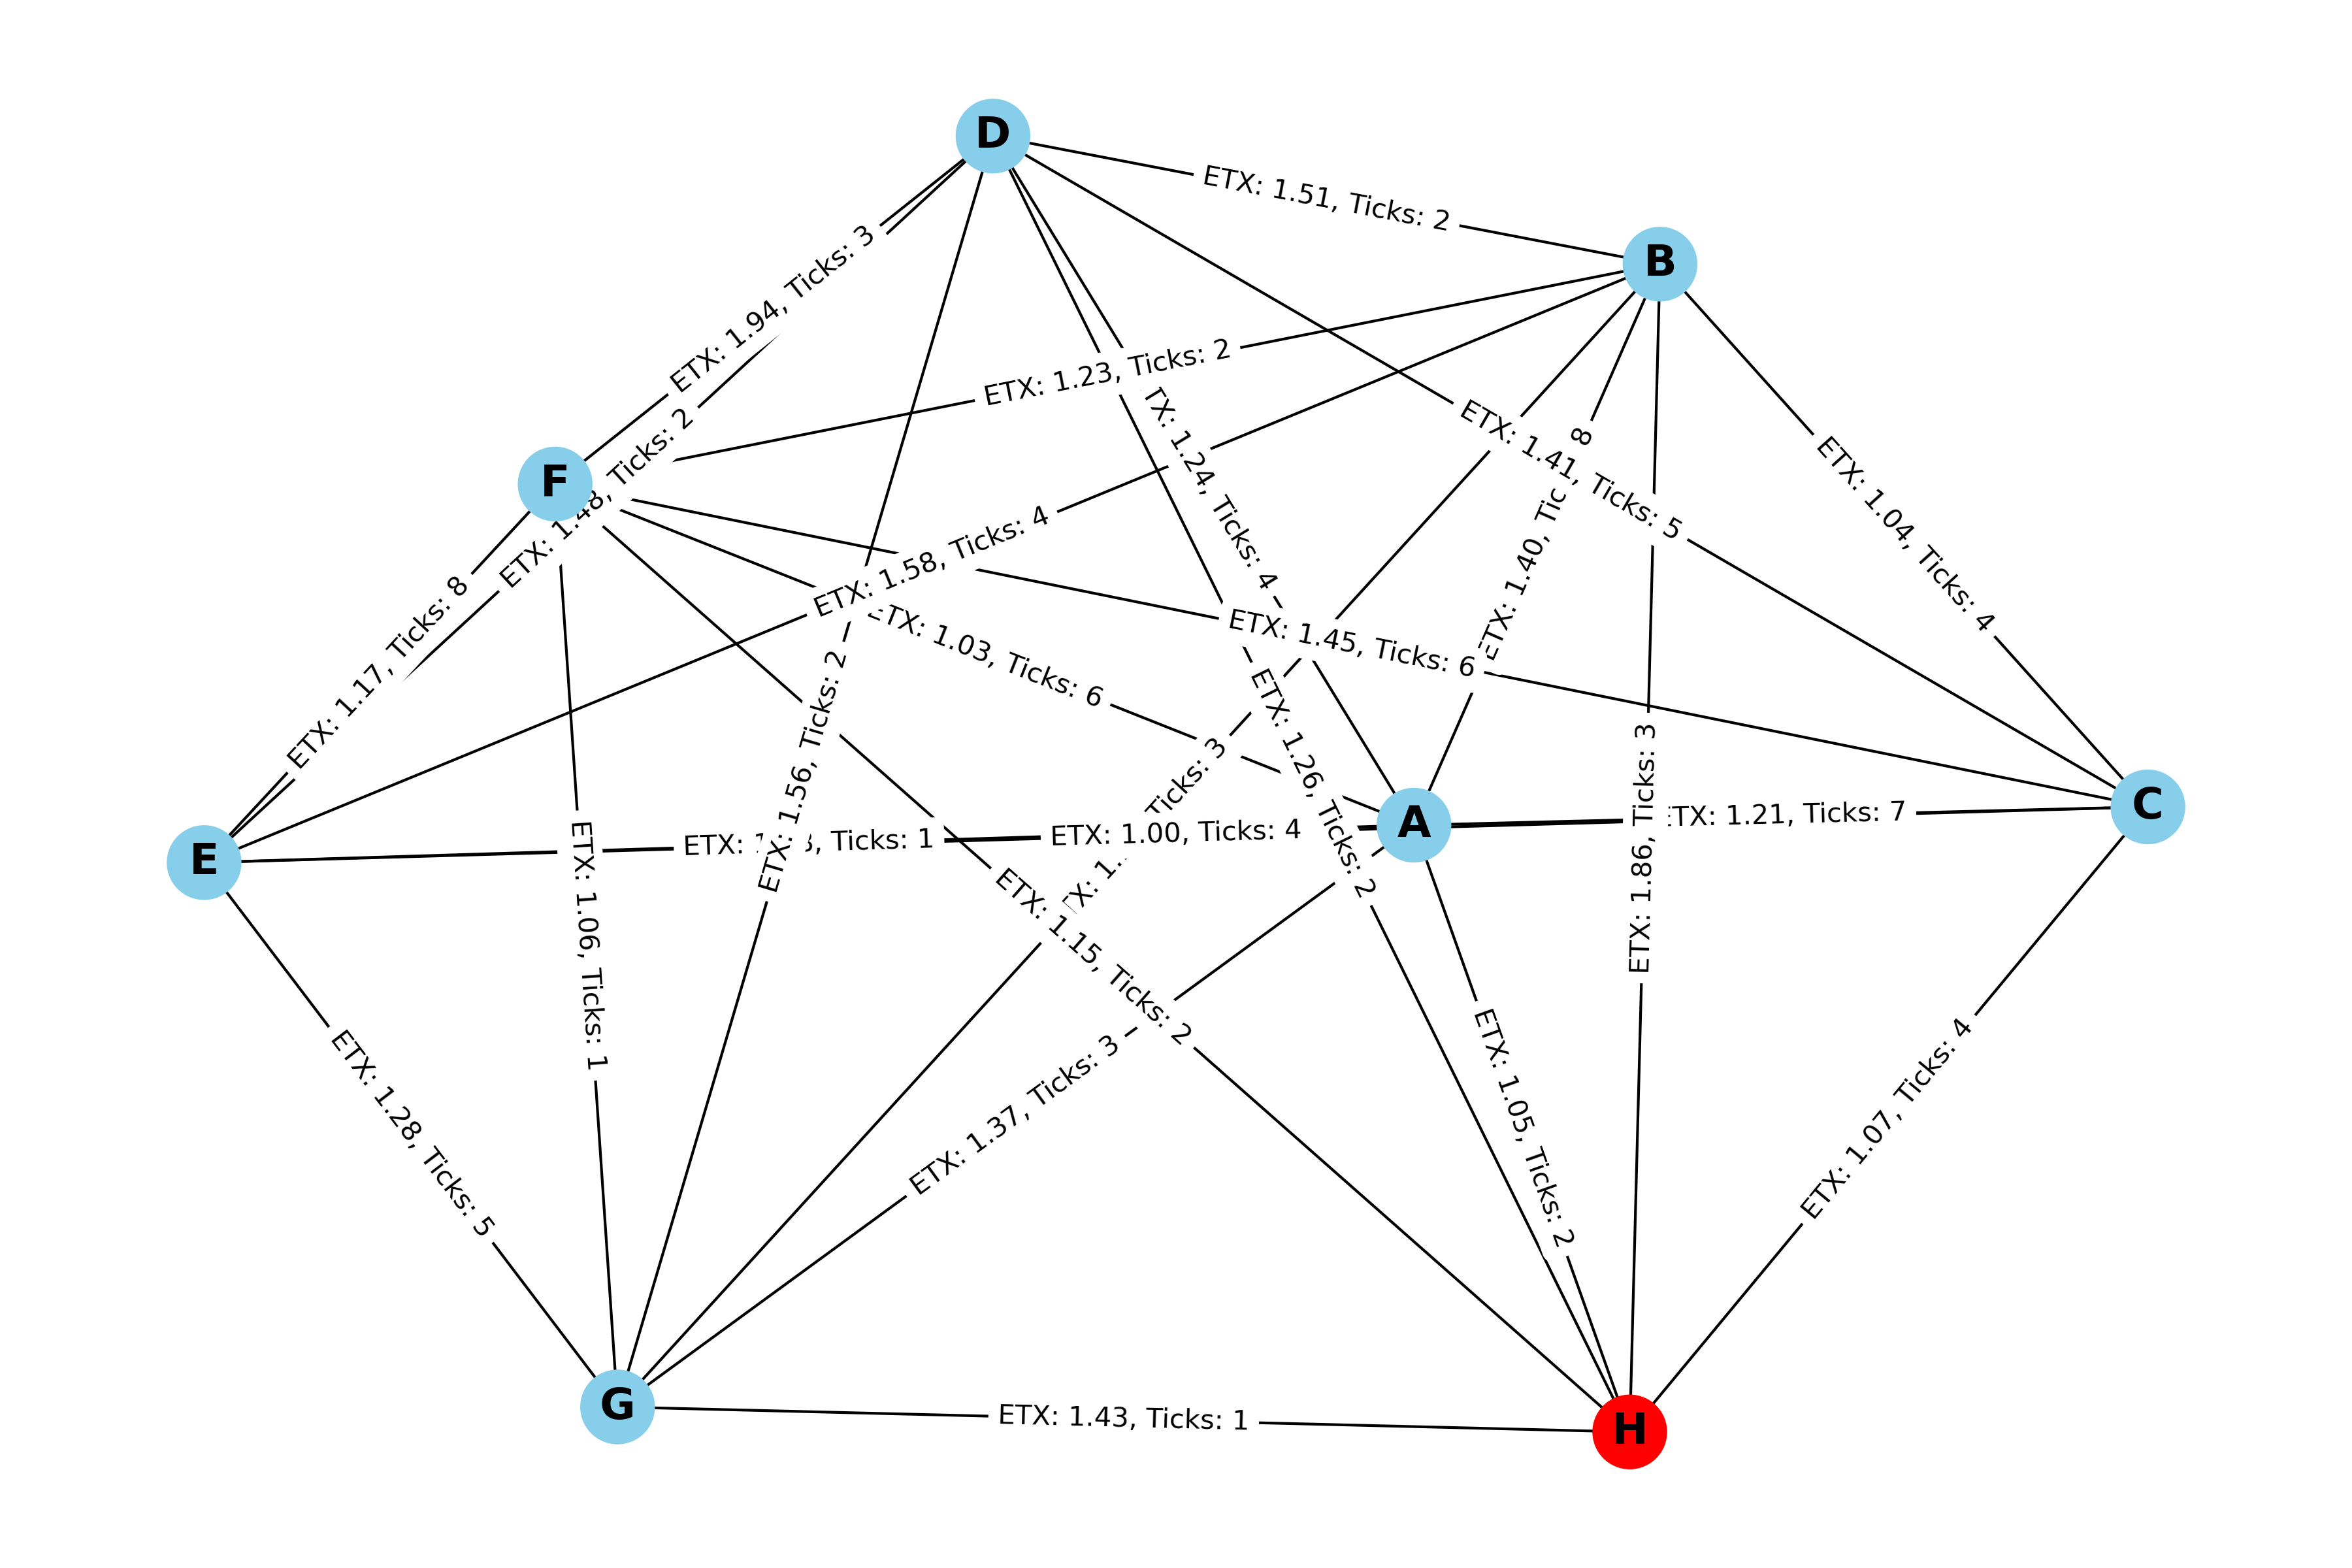 D
ETX: 1.51, Ticks: 2
B
ETX: 1.94, Ticks: 3
ETX: 1.23, Ticks: 2
TX: 1.24, Ticks: 4
ETX: 1.41, Ticks: 5
ETX: 1.04, Ticks: 4
F
ETX: 1.48, Ticks: 2
ETX: 1.58, Ticks: 4
ETX: 1.40, Tic 8
ETX: 1.17, Ticks: 8
ETX: 1.03, Ticks: 6
ETX: 1.45, Ticks: 6
ETX: 1.56, Ticks: 2
ETX: 1.26, Ticks: 2
Ticks: 3
ETX: 1.86, Ticks: 3
E
ETX: Ticks: 1
ETX: 1.00, Ticks: 4
A
ETX: 1.21, Ticks: 7
C
ETX: 1.06, Ticks: 1
ETX: 1.15, Ticks: 2
ETX: 1.28, Ticks: 5
ETX: 1.37, Ticks: 3
ETX: 1.05, Ticks: 2
ETX: 1.07, Ticks: 4
G
ETX: 1.43, Ticks: 1
H